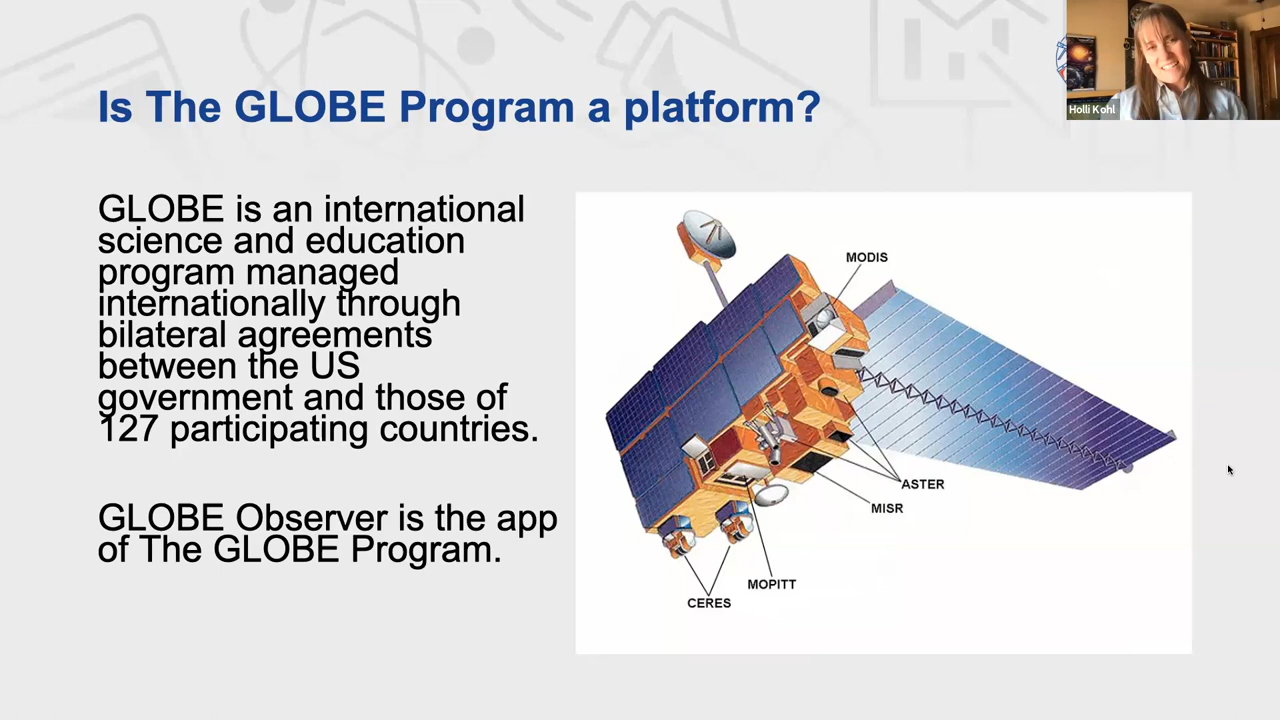 Is The GLOBE Program a platform?
Holli Kohl
GLOBE is an international
science and education
program managed
internationally through
bilateral agreements
between the US
government and those of
127 participating countries.
GLOBE Observer is the app
of The GLOBE Program.
MODIS
ASTER
MISR
MOPITT
CERES